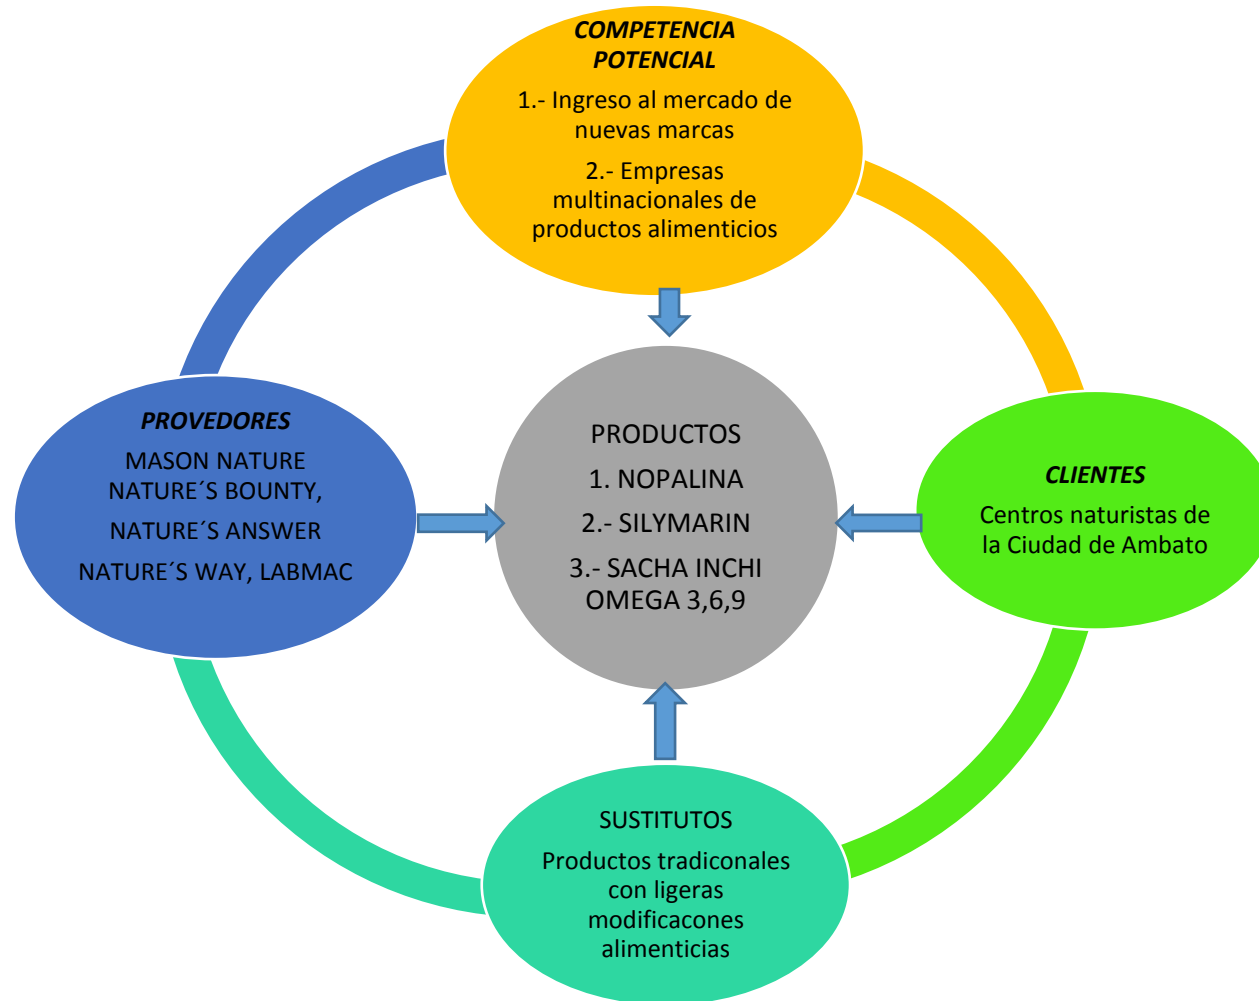 COMPETENCIA
POTENCIAL
1.- Ingreso al mercado de
nuevas marcas
2.- Empresas
multinacionales de
productos alimenticios
PROVEDORES
MASON NATURE
NATURE´S BOUNTY,
NATURE´S ANSWER
NATURE´S WAY, LABMAC
PRODUCTOS
1. NOPALINA
2.- SILYMARIN
3.- SACHA INCHI
OMEGA 3,6,9
CLIENTES
Centros naturistas de
la Ciudad de Ambato
SUSTITUTOS
Productos tradiconales
con ligeras
modificacones
alimenticias